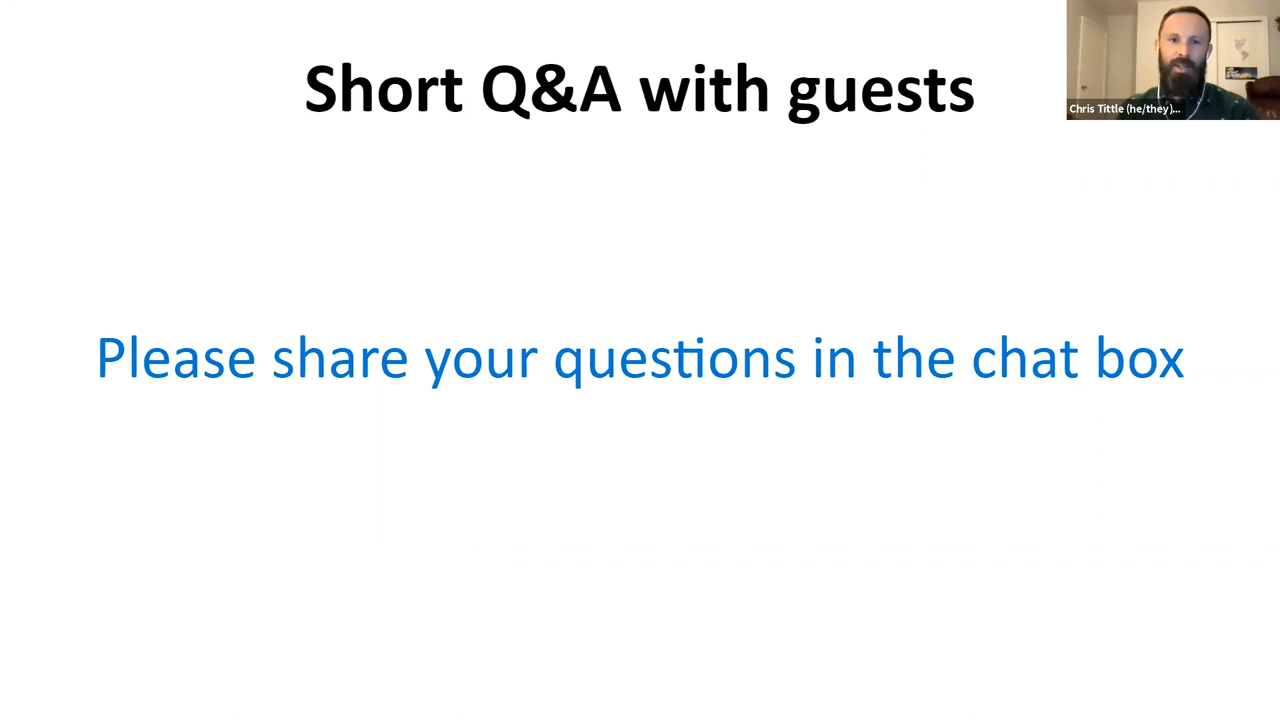 Short Q&A with guests
Chris Tittle (he/they)...
Please share your questions in the chat box